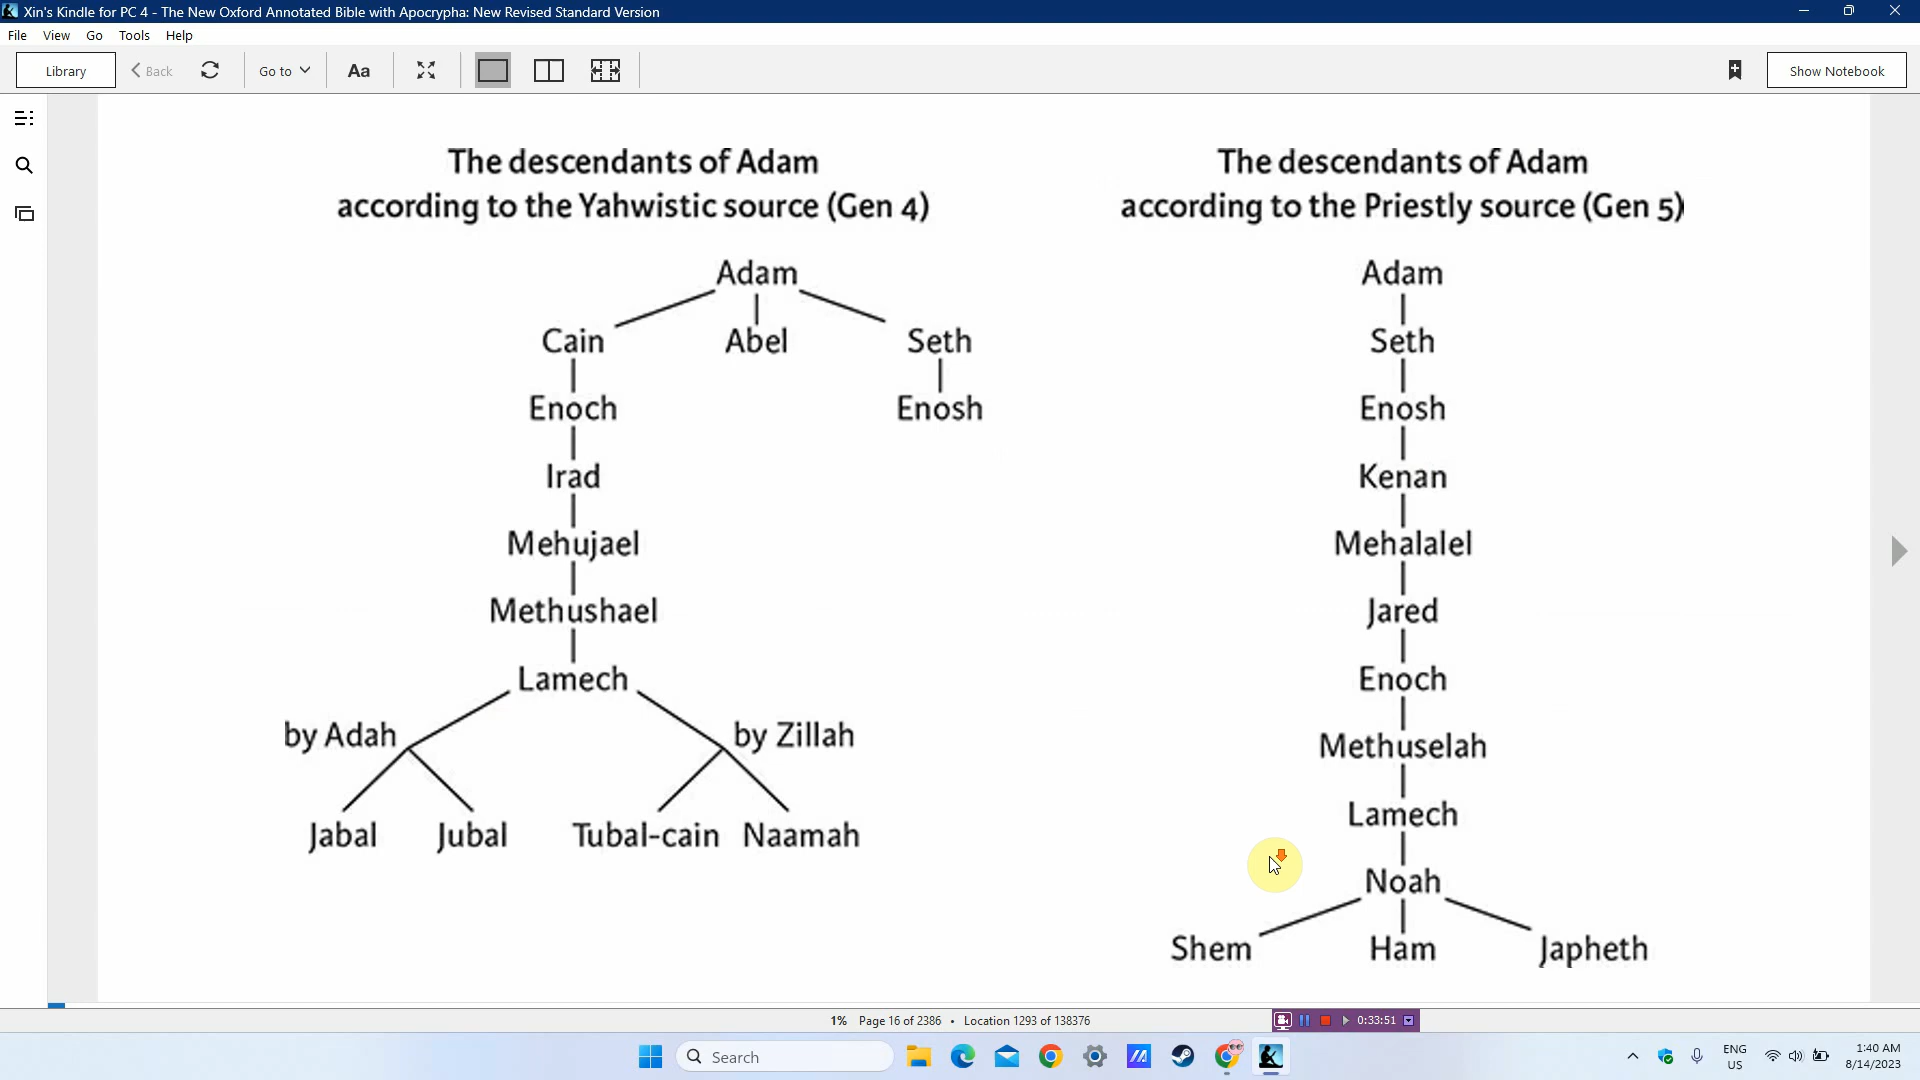 Xin's Kindle for PC 4 - The New Oxford Annotated Bible with Apocrypha: New Revised Standard Version
File View Go Tools Help
Library Back Go to Aa Show Notebook
The descendants of Adam
according to the Yahwistic source (Gen 4)
Adam
Cain Abel Seth
Enoch Enosh
Irad
Mehujael
Methushael
Lamech
by Adah by Zillah
Jabal Jubal Tubal-cain Naamah
The descendants of Adam
according to the Priestly source (Gen 5)
Adam
Seth
Enosh
Kenan
Mehalalel
Jared
Enoch
Methuselah
Lamech
Noah
Shem Ham Japheth
1% Page 16 of 2386 • Location 1293 of 138376
0:33:51
Search
ENG
US
1:40 AM
8/14/2023